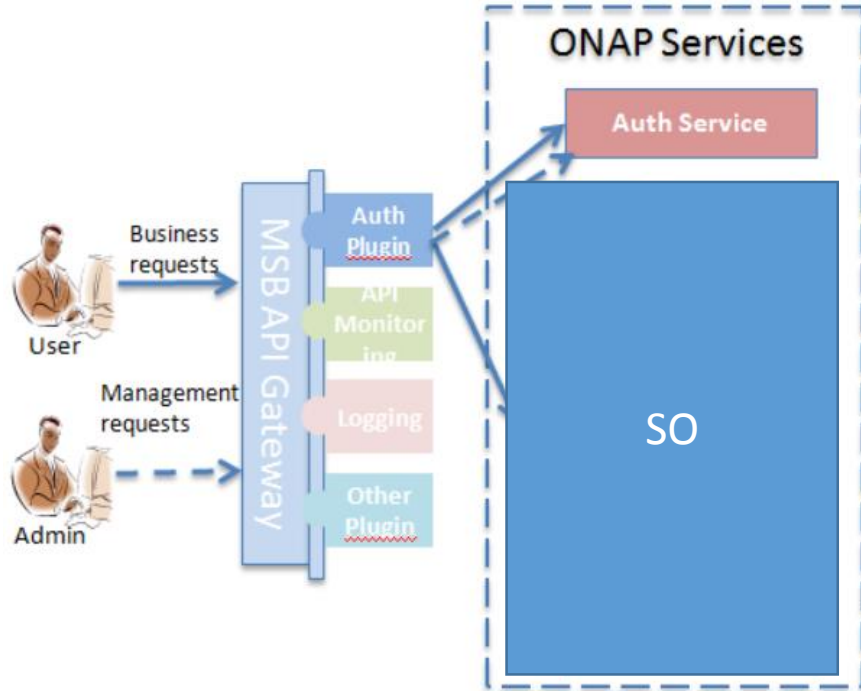 ONAP Services
Auth Service
Auth
Plugin
Business
requests
User
MSB API Gateway
API
Monitor
ing
Management
requests
Logging
SO
Other
Plugin
Admin